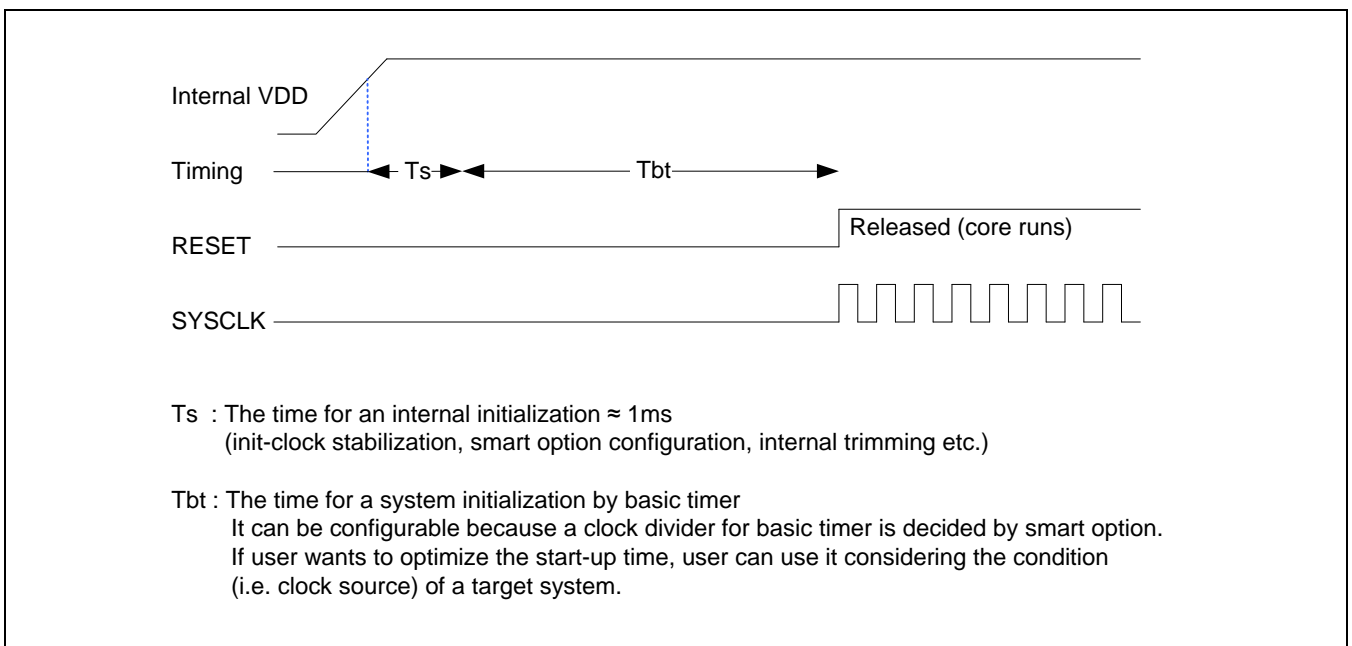 Internal VDD
Timing
Ts
Tbt
Released (core runs)
RESET
SYSCLK
Ts : The time for an internal initialization ≈ 1ms
(init-clock stabilization, smart option configuration, internal trimming etc.)
Tbt : The time for a system initialization by basic timer
It can be configurable because a clock divider for basic timer is decided by smart option.
If user wants to optimize the start-up time, user can use it considering the condition
(i.e. clock source) of a target system.